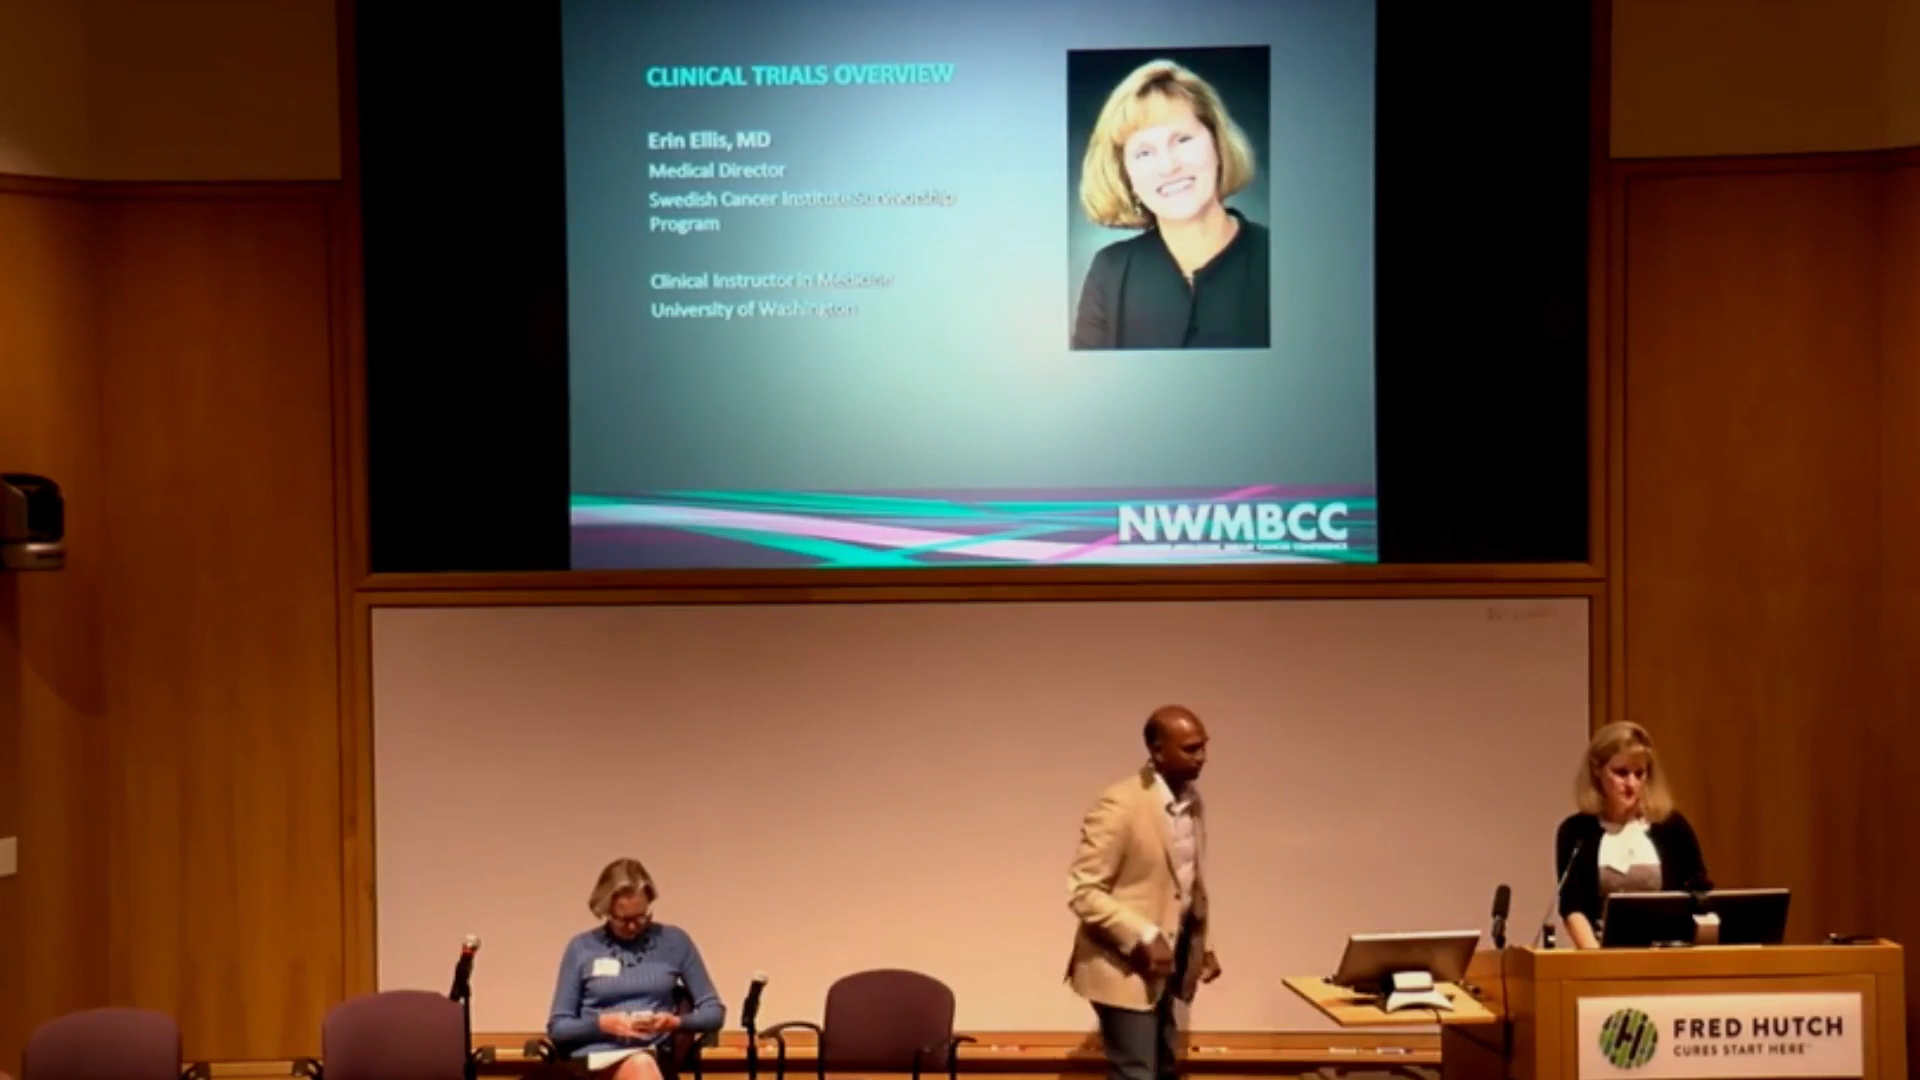 CLINICAL TRIALS OVERVIEW
Erin Ellis, MD
Medical Director
Swedish Cancer Institute Survivorship
Program
Clinical Instructor in Medicine
University of Washington
NWMBCC
FRED HUTCH
CURES START HERE™